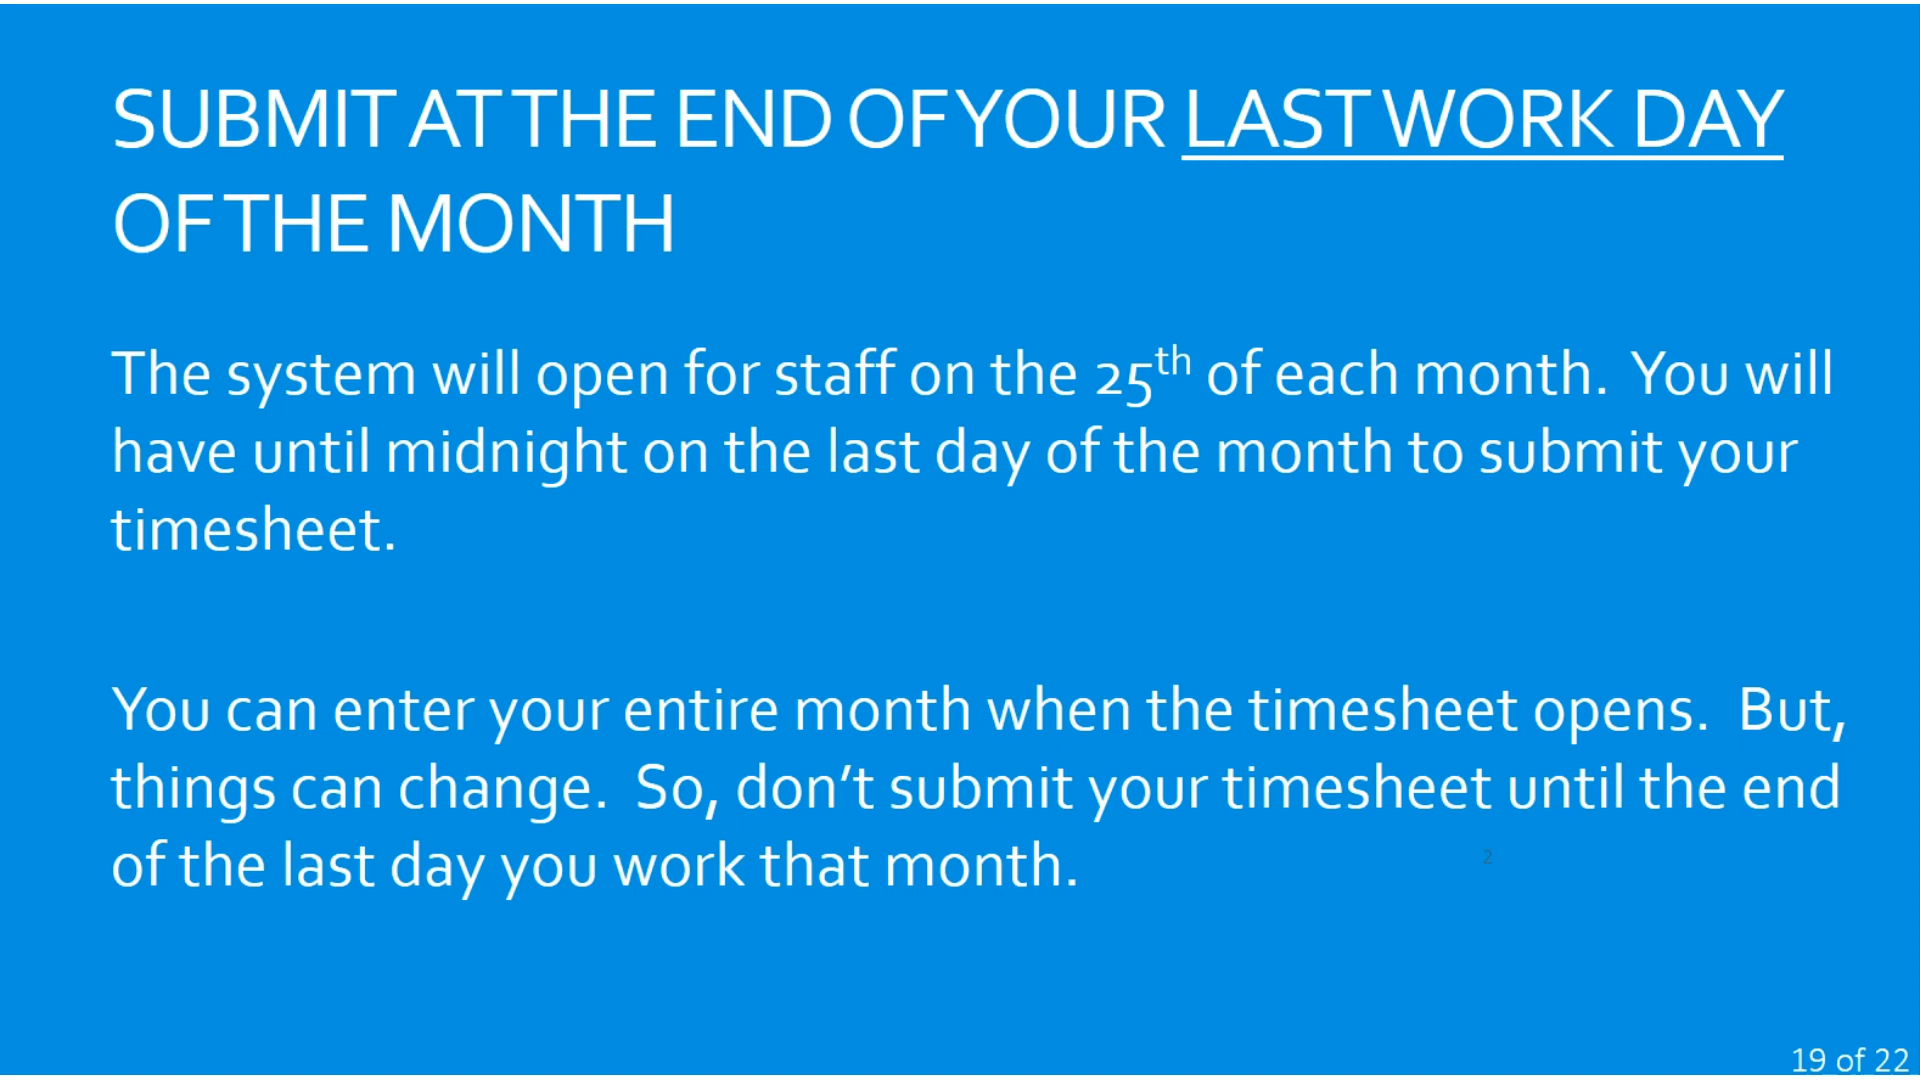 SUBMIT AT THE END OF YOUR LAST WORK DAY
OF THE MONTH
The system will open for staff on the 25th of each month. You will
have until midnight on the last day of the month to submit your
timesheet.
You can enter your entire month when the timesheet opens. But,
things can change. So, don't submit your timesheet until the end
of the last day you work that month.
2
19 of 22